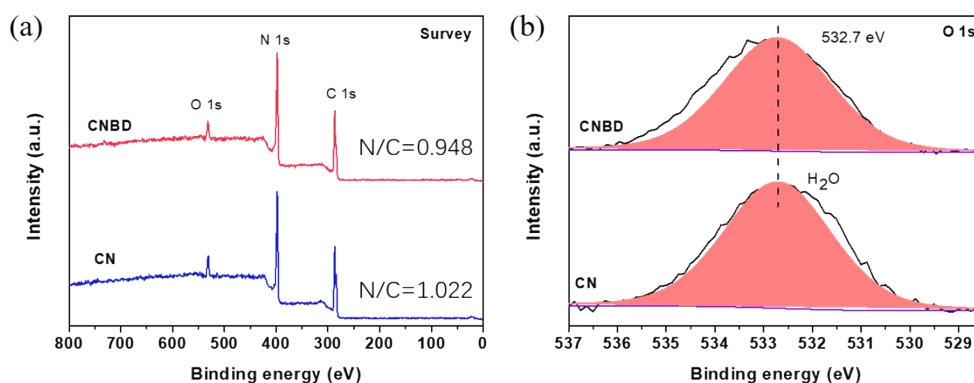 (a)
Survey
N 1s
C 1s
O 1s
CNBD
N/C=0.948
CN
N/C=1.022
Intensity (a.u.)
800 700 600 500 400 300 200 100 0
Binding energy (eV)
(b)
O 1s
532.7 eV
CNBD
H₂O
CN
Intensity (a.u.)
537 536 535 534 533 532 531 530 529
Binding energy (eV)